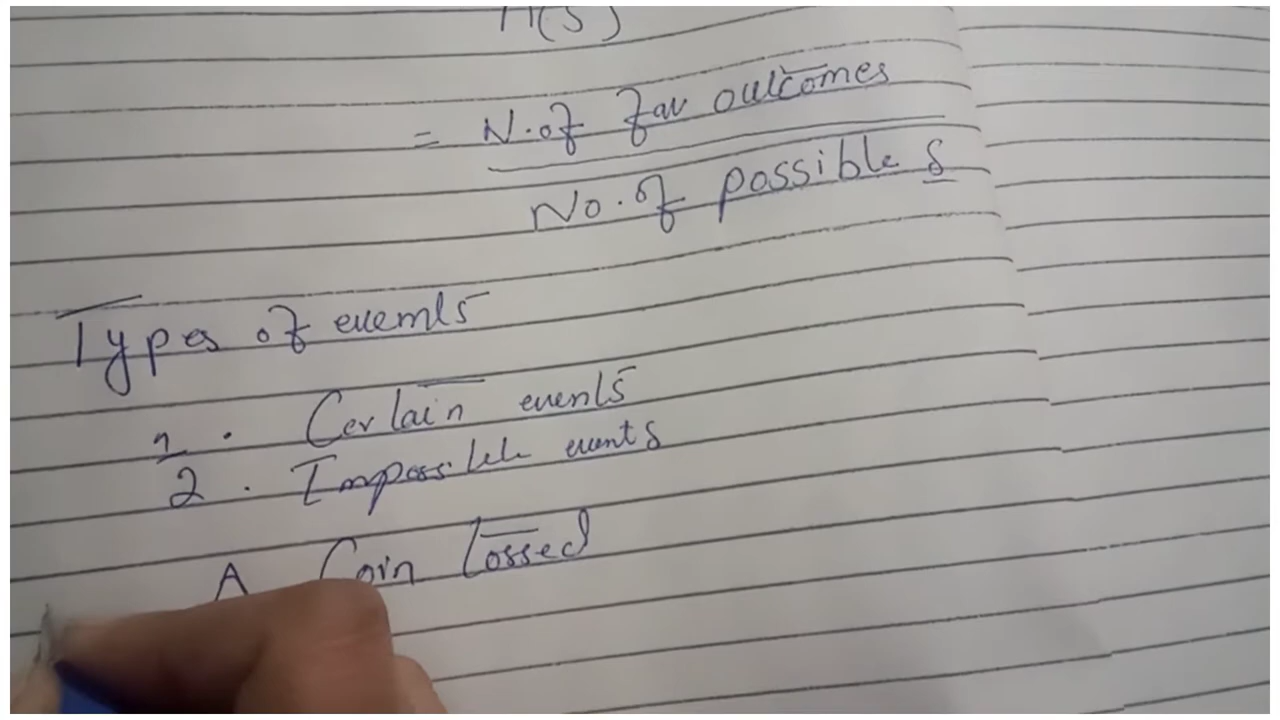 n(S)
= N.of fav outcomes
No.of possible S
Types of events
1. Certain events
2. Impossible events
A Coin tossed